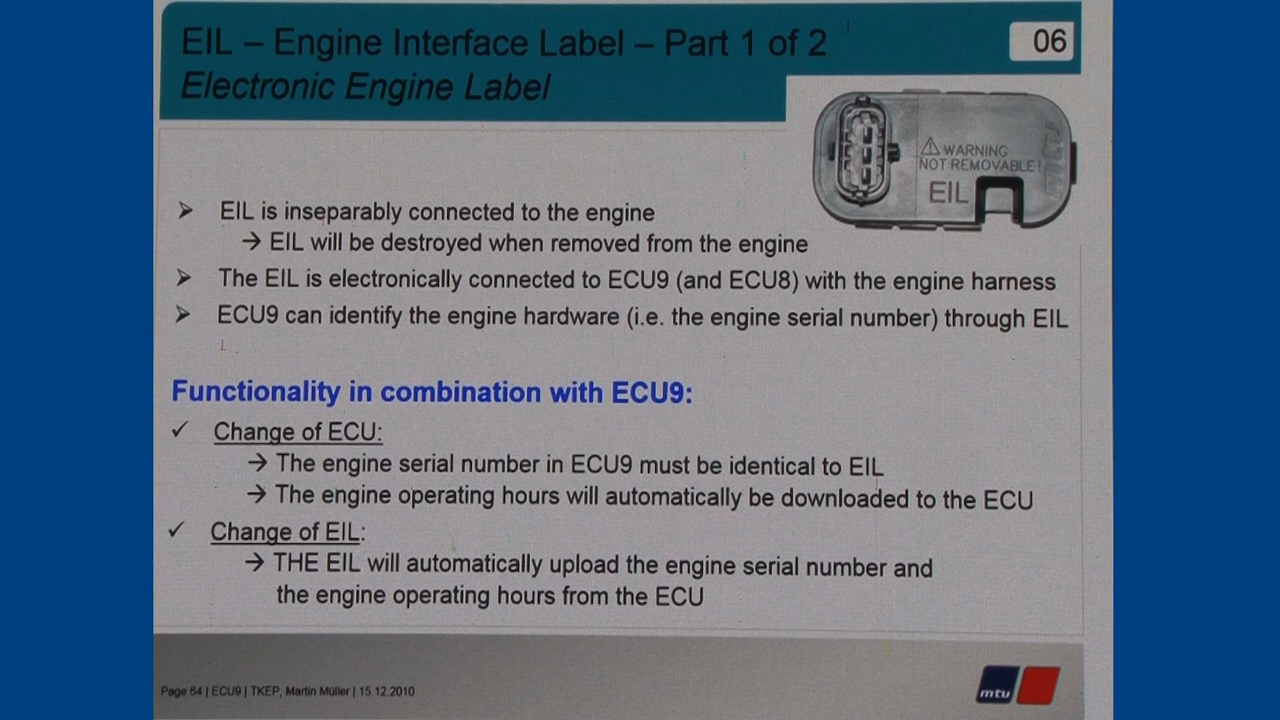 EIL – Engine Interface Label – Part 1 of 2
06
Electronic Engine Label
⚠ WARNING
NOT REMOVABLE!
EIL
mtu
➢ EIL is inseparably connected to the engine
→ EIL will be destroyed when removed from the engine
➢ The EIL is electronically connected to ECU9 (and ECU8) with the engine harness
➢ ECU9 can identify the engine hardware (i.e. the engine serial number) through EIL
Functionality in combination with ECU9:
✓ Change of ECU:
→ The engine serial number in ECU9 must be identical to EIL
→ The engine operating hours will automatically be downloaded to the ECU
✓ Change of EIL:
→ THE EIL will automatically upload the engine serial number and
the engine operating hours from the ECU
Page 64 | ECU9 | TKEP, Martin Müller | 15.12.2010
mtu